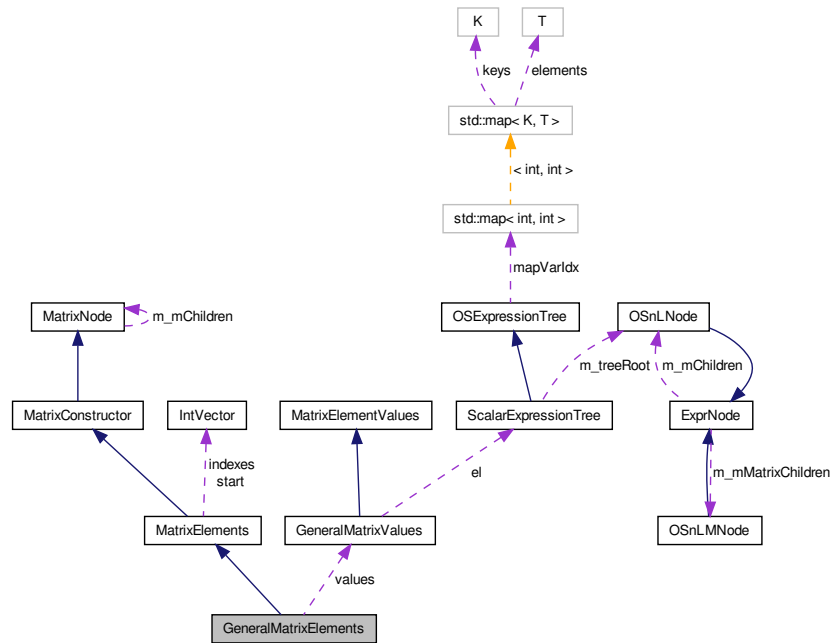 K
T
keys
elements
std::map< K, T >
< int, int >
std::map< int, int >
mapVarIdx
MatrixNode
m_mChildren
OSExpressionTree
OSnLNode
m_treeRoot
m_mChildren
MatrixConstructor
IntVector
MatrixElementValues
ScalarExpressionTree
ExprNode
indexes
start
el
m_mMatrixChildren
MatrixElements
GeneralMatrixValues
OSnLMNode
values
GeneralMatrixElements